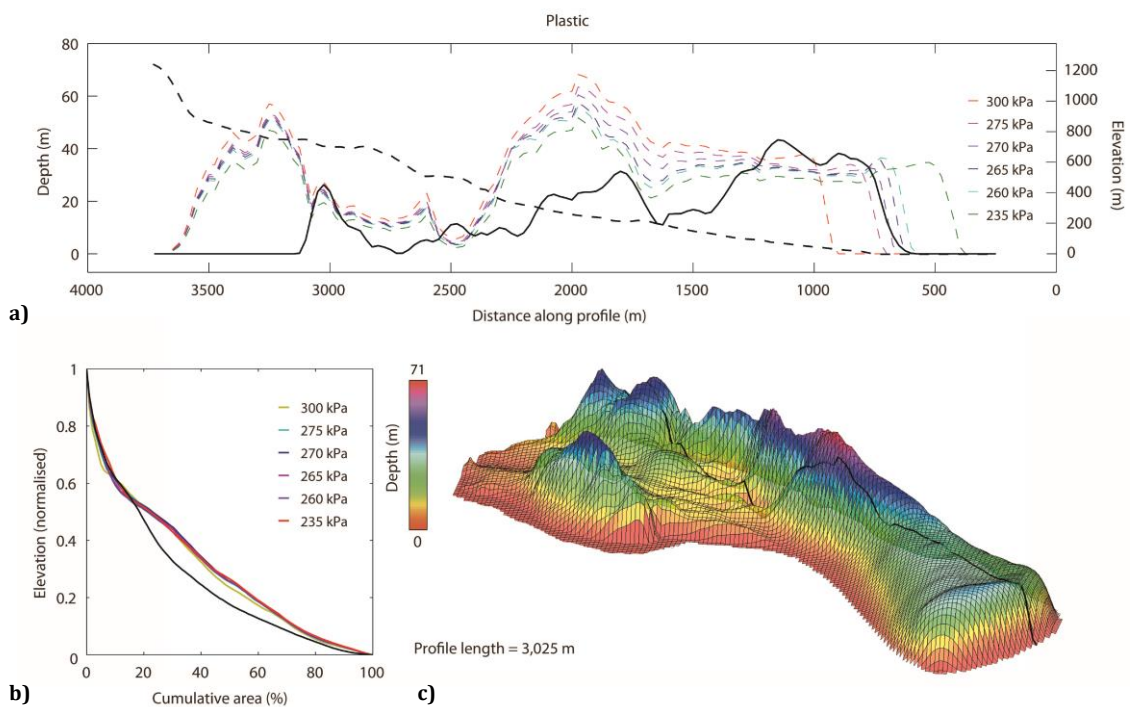 Plastic
80
60
40
20
0
Depth (m)
1200
1000
800
600
400
200
0
Elevation (m)
300 kPa
275 kPa
270 kPa
265 kPa
260 kPa
235 kPa
4000 3500 3000 2500 2000 1500 1000 500 0
Distance along profile (m)
a)
1
0.8
0.6
0.4
0.2
0
Elevation (normalised)
300 kPa
275 kPa
270 kPa
265 kPa
260 kPa
235 kPa
0 20 40 60 80 100
Cumulative area (%)
b)
71
Depth (m)
0
Profile length = 3,025 m
c)